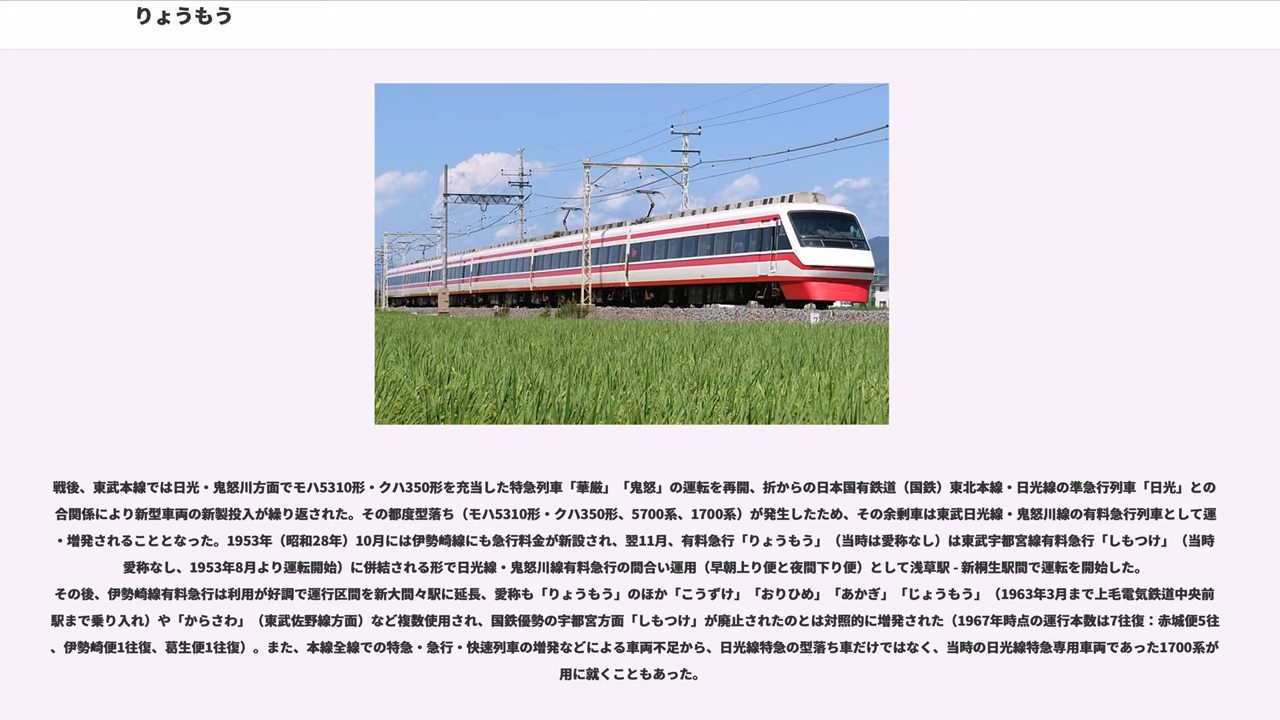 りょうもう
戦後、東武本線では日光・鬼怒川方面でモハ5310形・クハ350形を充当した特急列車「華厳」「鬼怒」の運転を再開、折からの日本国有鉄道（国鉄）東北本線・日光線の準急行列車「日光」との
合関係により新型車両の新製投入が繰り返された。その都度型落ち（モハ5310形・クハ350形、5700系、1700系）が発生したため、その余剰車は東武日光線・鬼怒川線の有料急行列車として運
・増発されることとなった。1953年（昭和28年）10月には伊勢崎線にも急行料金が新設され、翌11月、有料急行「りょうもう」（当時は愛称なし）は東武宇都宮線有料急行「しもつけ」（当時
愛称なし、1953年8月より運転開始）に併結される形で日光線・鬼怒川線有料急行の間合い運用（早朝上り便と夜間下り便）として浅草駅 - 新桐生駅間で運転を開始した。
その後、伊勢崎線有料急行は利用が好調で運行区間を新大間々駅に延長、愛称も「りょうもう」のほか「こうずけ」「おりひめ」「あかぎ」「じょうもう」（1963年3月まで上毛電気鉄道中央前
駅まで乗り入れ）や「からさわ」（東武佐野線方面）など複数使用され、国鉄優勢の宇都宮方面「しもつけ」が廃止されたのとは対照的に増発された（1967年時点の運行本数は7往復：赤城便5往
、伊勢崎便1往復、葛生便1往復）。また、本線全線での特急・急行・快速列車の増発などによる車両不足から、日光線特急の型落ち車だけではなく、当時の日光線特急専用車両であった1700系が
用に就くこともあった。